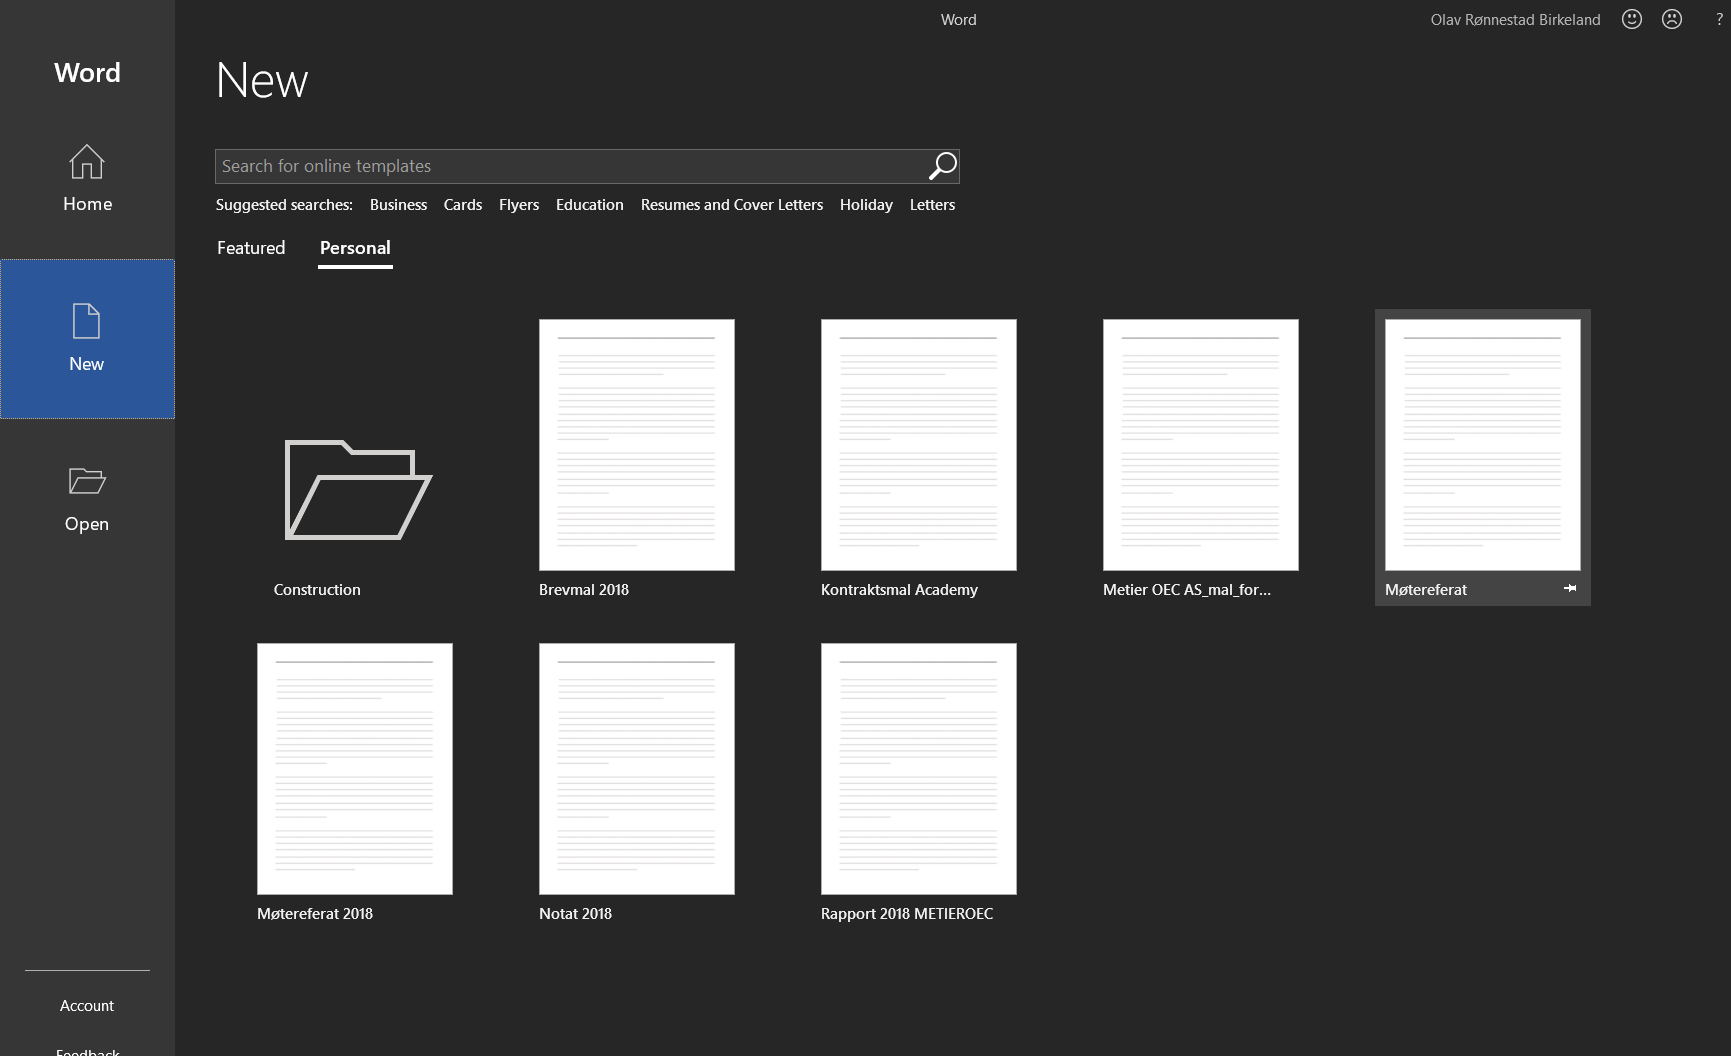 Word
Olav Rønnestad Birkeland
?
Word
New
Home
Search for online templates
Suggested searches: Business Cards Flyers Education Resumes and Cover Letters Holiday Letters
Featured Personal
New
Open
Construction
Brevmal 2018
Kontraktsmal Academy
Metier OEC AS_mal_for...
Møtereferat
Møtereferat 2018
Notat 2018
Rapport 2018 METIEROEC
Account
Feedback